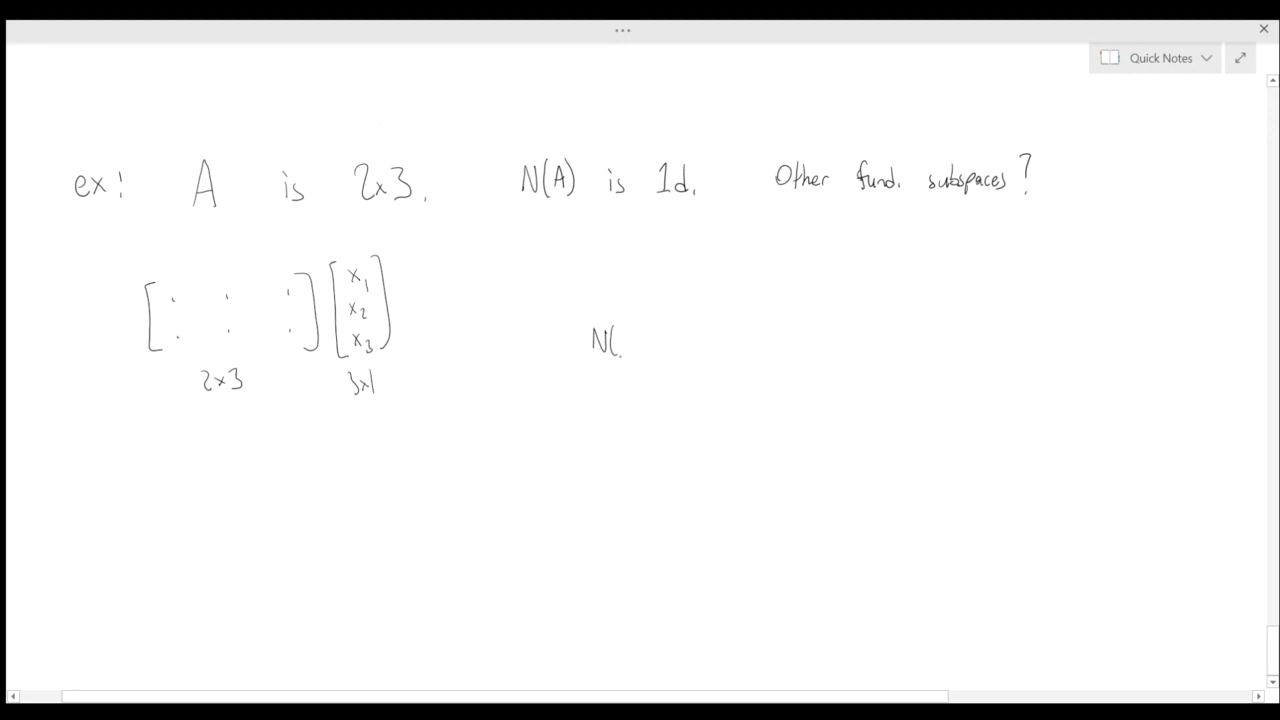 Quick Notes
ex: A is 2x3. N(A) is 1d. Other fund. subspaces?
x1
x2
x3
N(
2x3 3x1